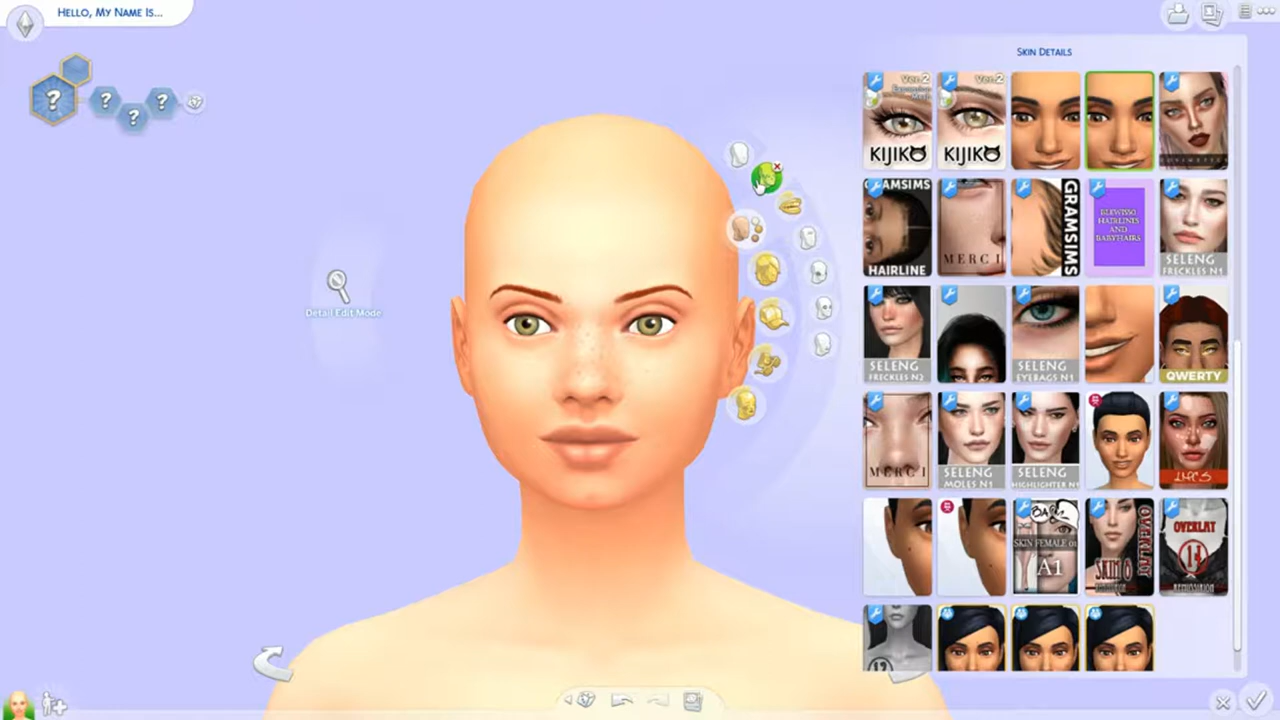 Hello, My Name Is...
Skin Details
Ver.2
Ver.2
KIJIKO
KIJIKO
GRAMSIMS
HAIRLINE
MERCI
GRAMSIMS
BLEWISSO
HAIRLINES
AND
BABYHAIRS
SELENG
FRECKLES N1
Detail Edit Mode
SELENG
FRECKLES N2
SELENG
EYEBAGS N1
QWERTY
MERCI
SELENG
MOLES N1
SELENG
HIGHLIGHTER N1
SKIN FEMALE 01
A1
OVERLAY
SKIN
OVERLAY